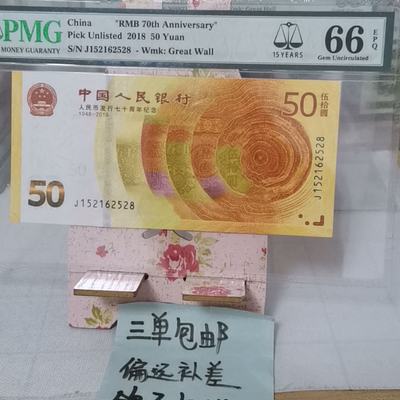 PMG
MONEY GUARANTY
China "RMB 70th Anniversary"
Pick Unlisted 2018 50 Yuan
S/N J152162528 - Wmk: Great Wall
15 YEARS
66 EPQ
Gem Uncirculated
中国人民银行
人民币发行七十周年纪念
1948-2018
50 伍拾圆
J152162528
50
J152162528
三单包邮
偏远补差